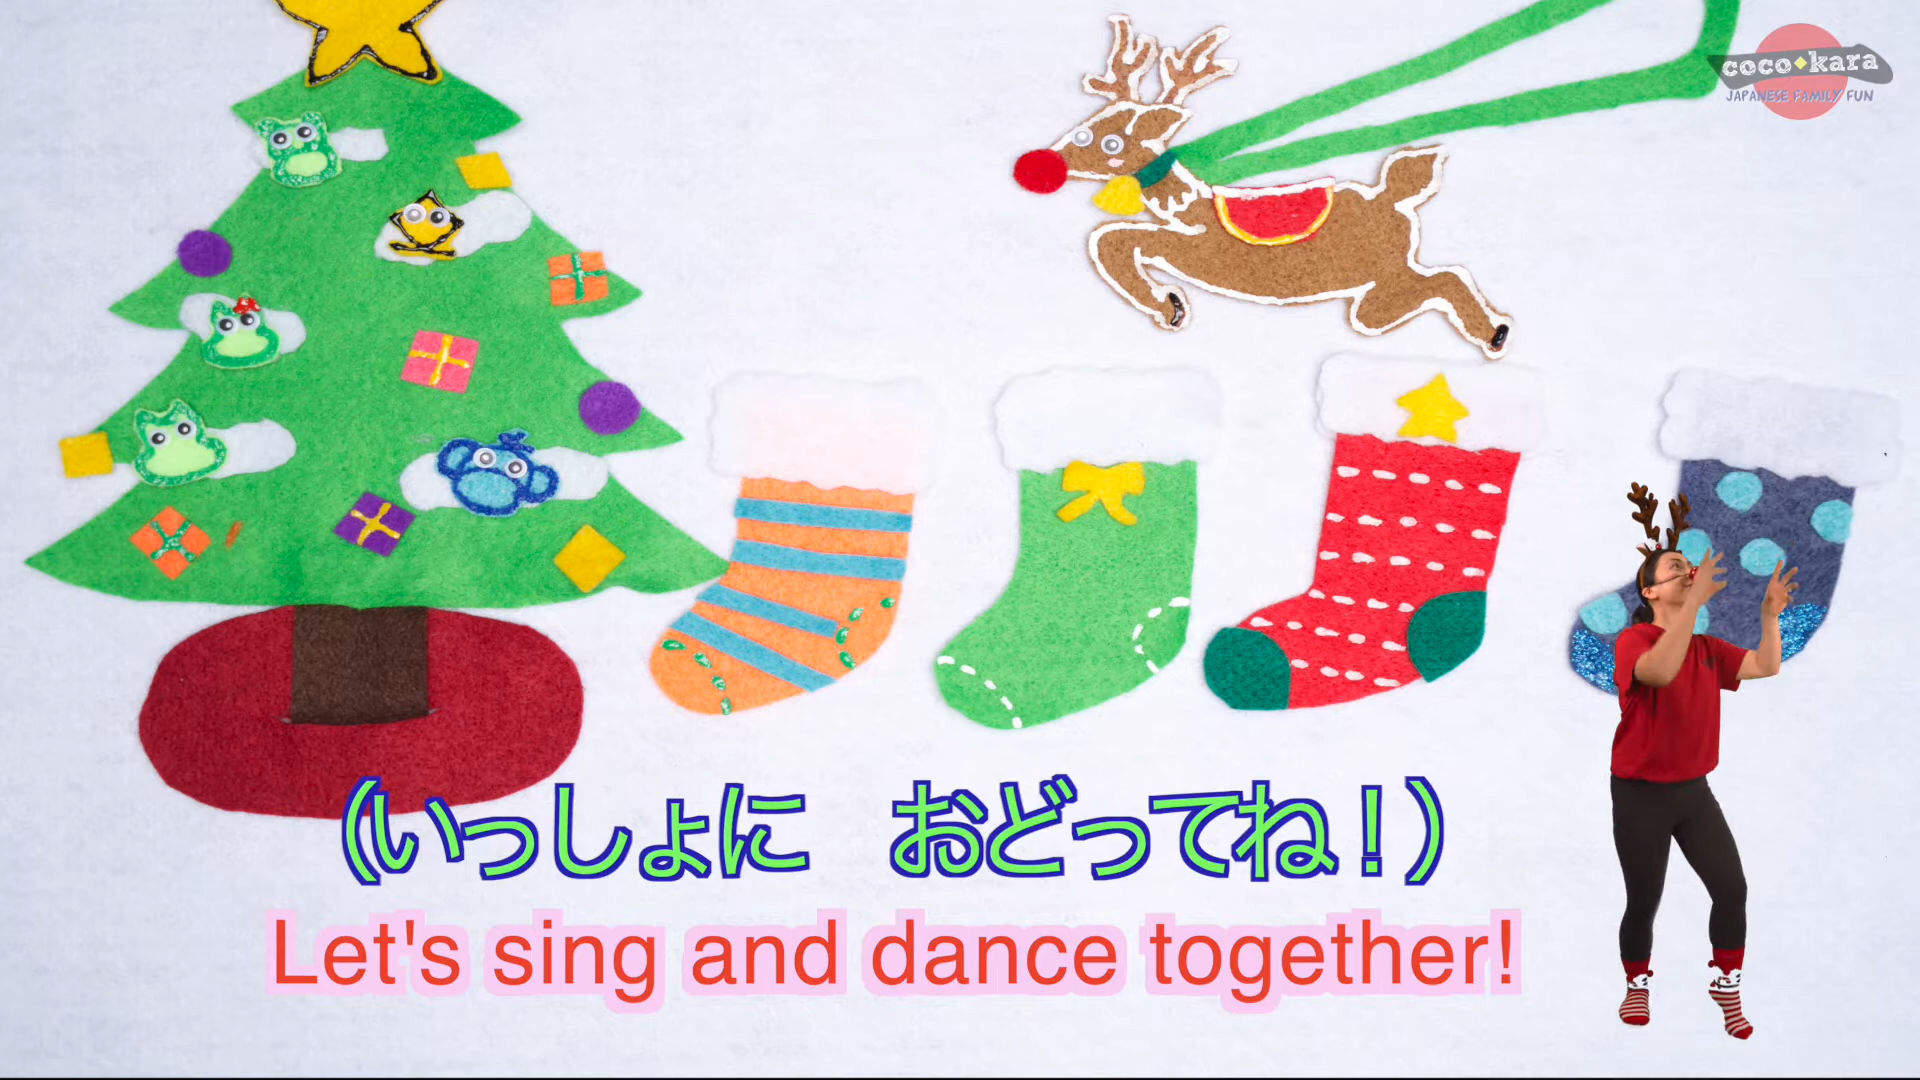 coco◆kara
JAPANESE FAMILY FUN
(いっしょに おどってね!)
Let's sing and dance together!